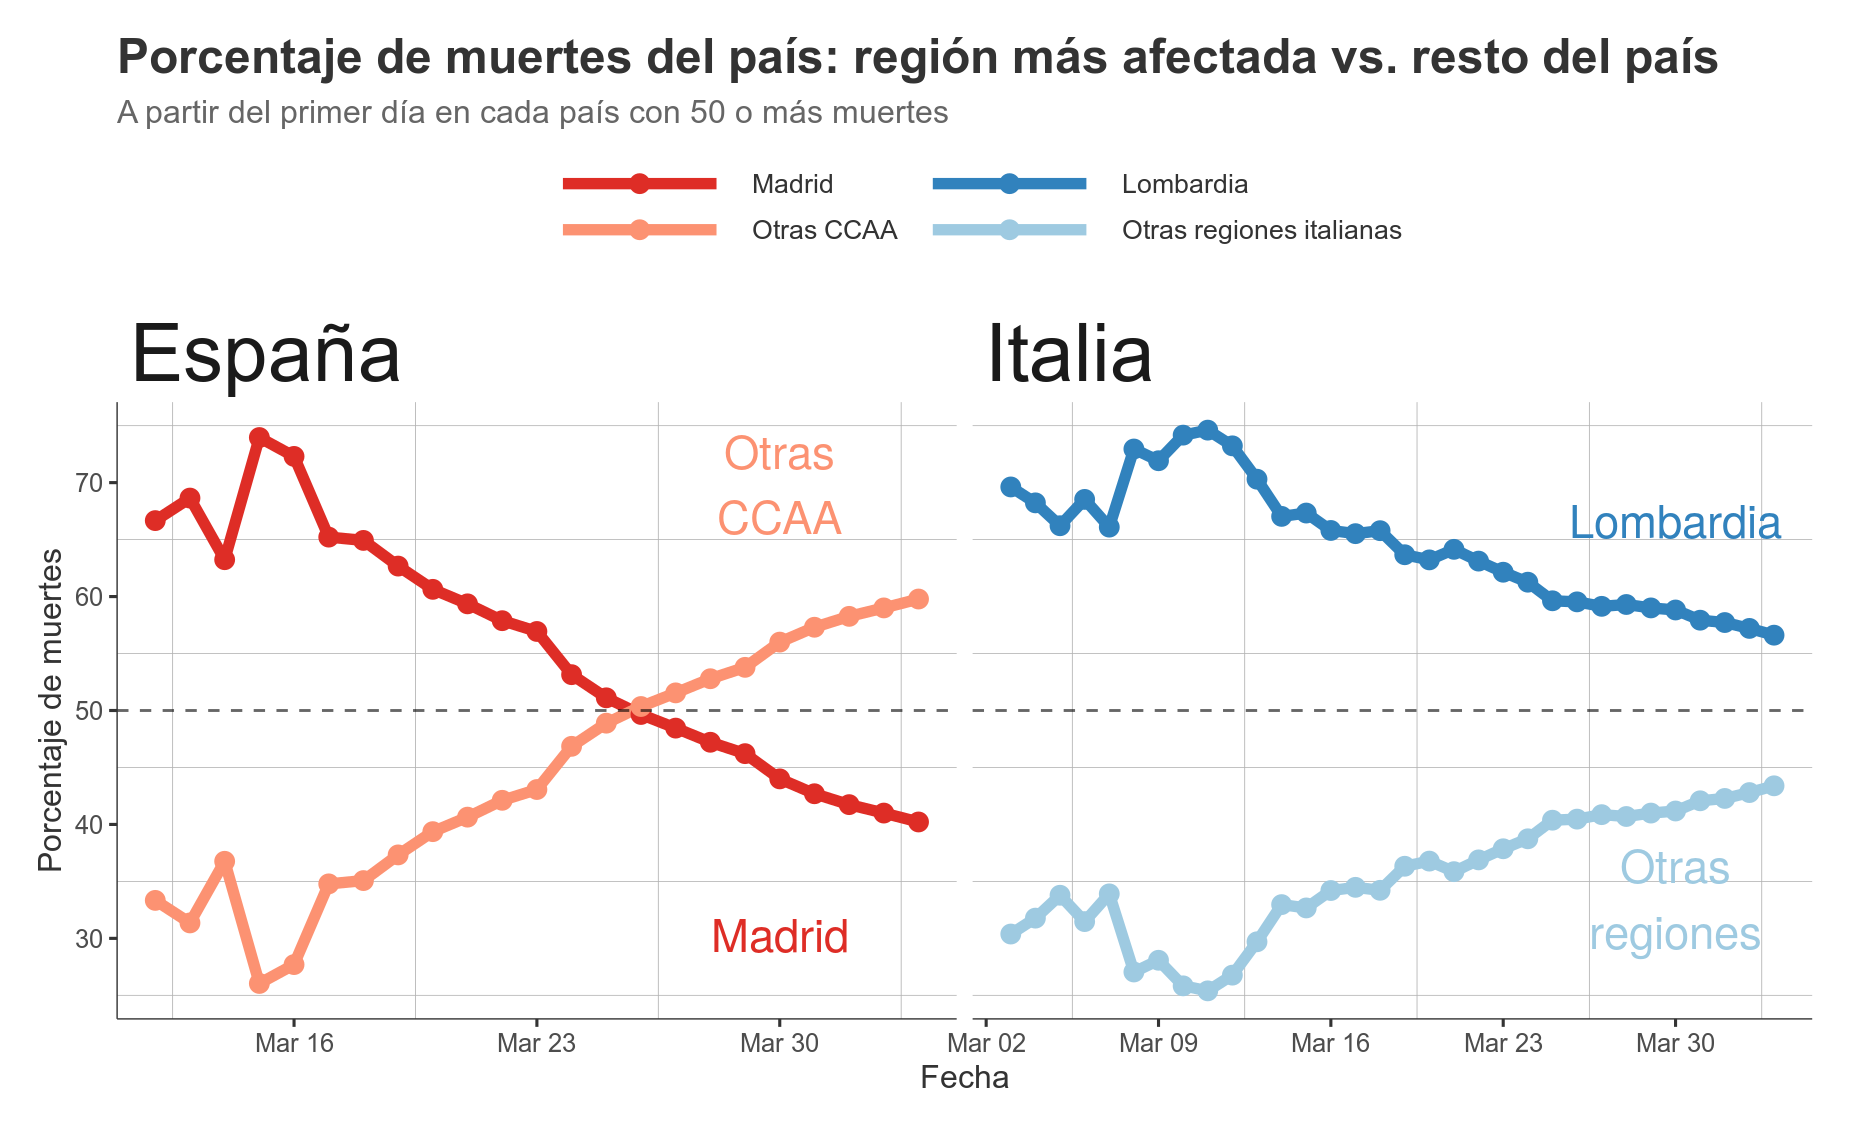 Porcentaje de muertes del país: región más afectada vs. resto del país
A partir del primer día en cada país con 50 o más muertes
Madrid
Lombardia
Otras CCAA
Otras regiones italianas
España
Italia
Otras
CCAA
Madrid
Lombardia
Otras
regiones
Porcentaje de muertes
70
60
50
40
30
Mar 16
Mar 23
Mar 30
Mar 02
Mar 09
Mar 16
Mar 23
Mar 30
Fecha